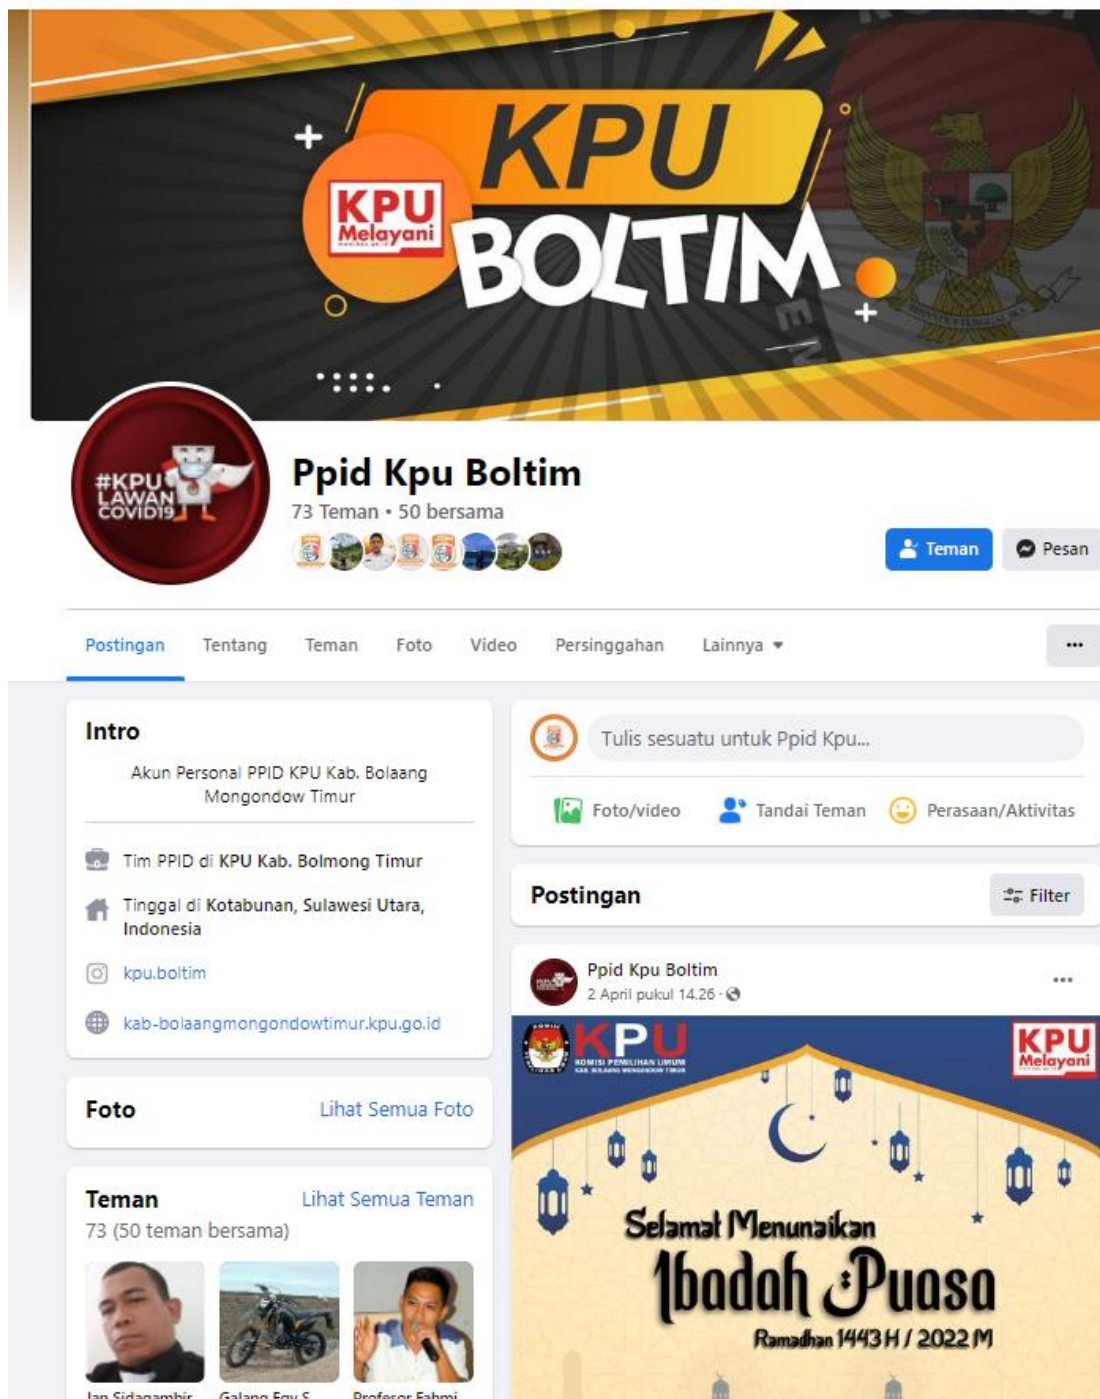 KPU
KPU
Melayani
BOLTIM
#KPU
LAWAN
COVID19
Ppid Kpu Boltim
73 Teman • 50 bersama
Teman
Pesan
Postingan Tentang Teman Foto Video Persinggahan Lainnya
Intro
Akun Personal PPID KPU Kab. Bolaang
Mongondow Timur
Tim PPID di KPU Kab. Bolmong Timur
Tinggal di Kotabunan, Sulawesi Utara,
Indonesia
kpu.boltim
kab-bolaangmongondowtimur.kpu.go.id
Foto Lihat Semua Foto
Teman Lihat Semua Teman
73 (50 teman bersama)
Tulis sesuatu untuk Ppid Kpu...
Foto/video Tandai Teman Perasaan/Aktivitas
Postingan Filter
Ppid Kpu Boltim
2 April pukul 14.26 ·
KPU
KOMISI PEMILIHAN UMUM
KAB. BOLAANG MONGONDOW TIMUR
KPU
Melayani
Selamat Menunaikan
Ibadah Puasa
Ramadhan 1443 H / 2022 M